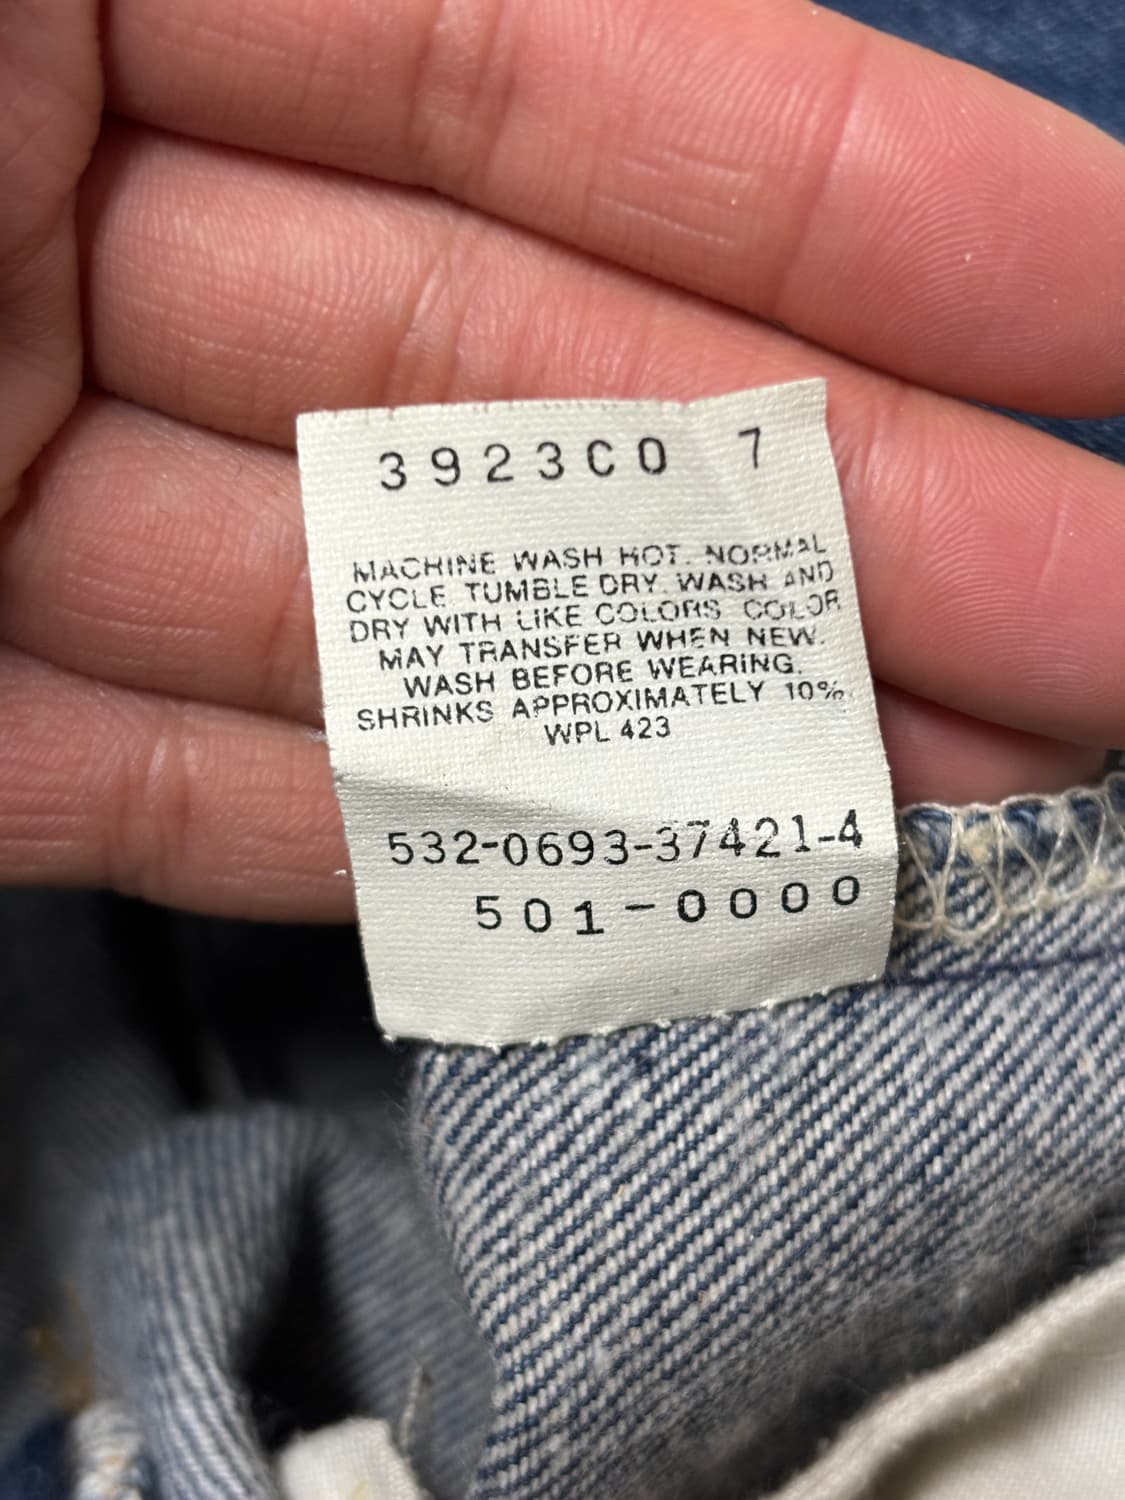 3923C0 7
MACHINE WASH HOT. NORMAL
CYCLE TUMBLE DRY. WASH AND
DRY WITH LIKE COLORS COLOR
MAY TRANSFER WHEN NEW.
WASH BEFORE WEARING.
SHRINKS APPROXIMATELY 10%.
WPL 423
532-0693-37421-4
501-0000